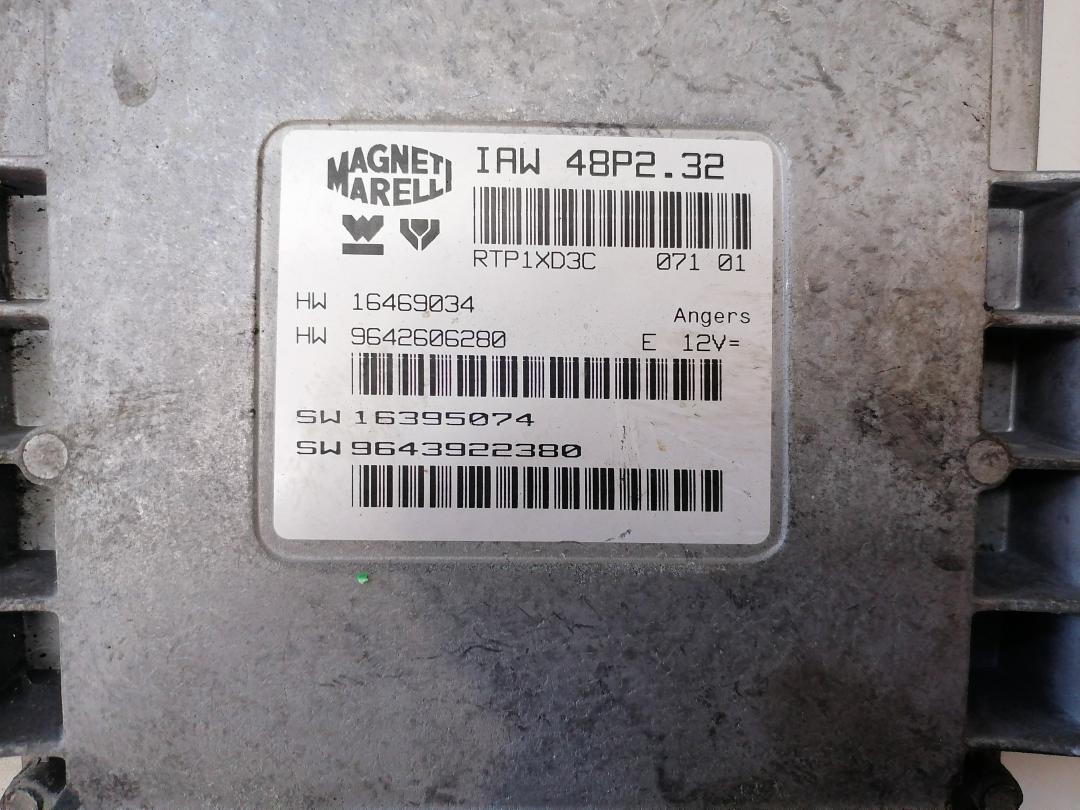 MAGNETI
MARELLI
IAW 48P2.32
RTP1XD3C 071 01
HW 16469034
Angers
HW 9642606280 E 12V=
SW 16395074
SW 9643922380